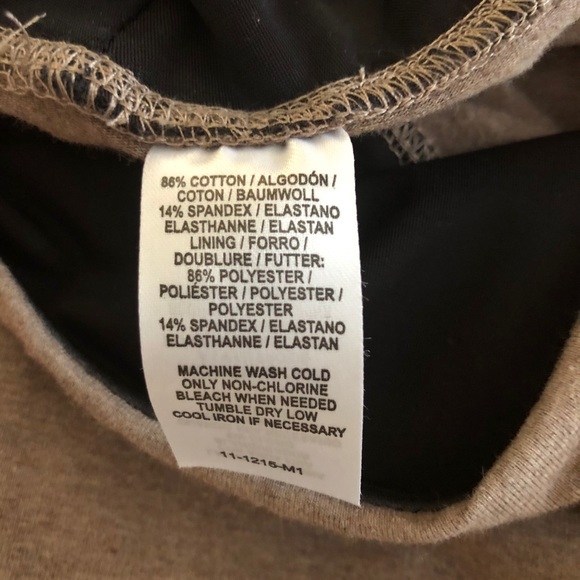 86% COTTON / ALGODÓN /
COTON / BAUMWOLL
14% SPANDEX / ELASTANO
ELASTHANNE / ELASTAN
LINING / FORRO /
DOUBLURE / FUTTER:
86% POLYESTER /
POLIÉSTER / POLYESTER /
POLYESTER
14% SPANDEX / ELASTANO
ELASTHANNE / ELASTAN
MACHINE WASH COLD
ONLY NON-CHLORINE
BLEACH WHEN NEEDED
TUMBLE DRY LOW
COOL IRON IF NECESSARY
11-1215-M1